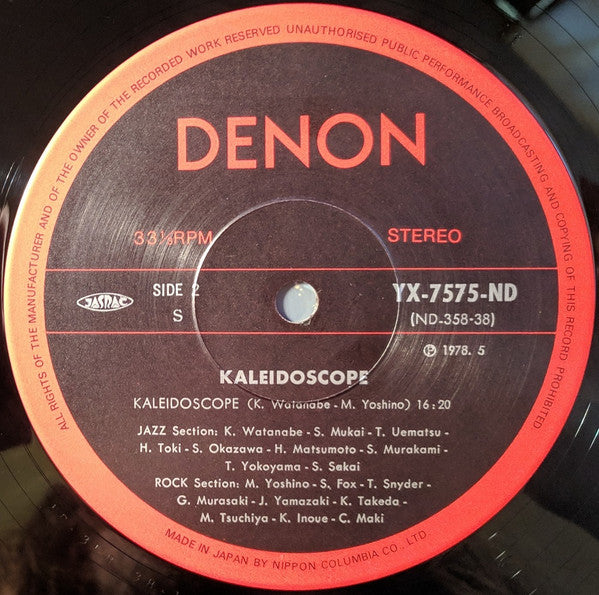 ALL RIGHTS OF THE MANUFACTURER AND OF THE OWNER OF THE RECORDED WORK RESERVED UNAUTHORISED PUBLIC PERFORMANCE BROADCASTING AND COPYING OF THIS RECORD PROHIBITED
DENON
33⅓RPM STEREO
JASRAC SIDE 2 YX-7575-ND
S (ND-358-38)
Ⓟ 1978. 5
KALEIDOSCOPE
KALEIDOSCOPE (K. Watanabe - M. Yoshino) 16:20
JAZZ Section: K. Watanabe - S. Mukai - T. Uematsu -
H. Toki - S. Okazawa - H. Matsumoto - S. Murakami -
T. Yokoyama - S. Sakai
ROCK Section: M. Yoshino - S. Fox - T. Snyder -
G. Murasaki - J. Yamazaki - K. Takeda -
M. Tsuchiya - K. Inoue - C. Maki
MADE IN JAPAN BY NIPPON COLUMBIA CO., LTD.